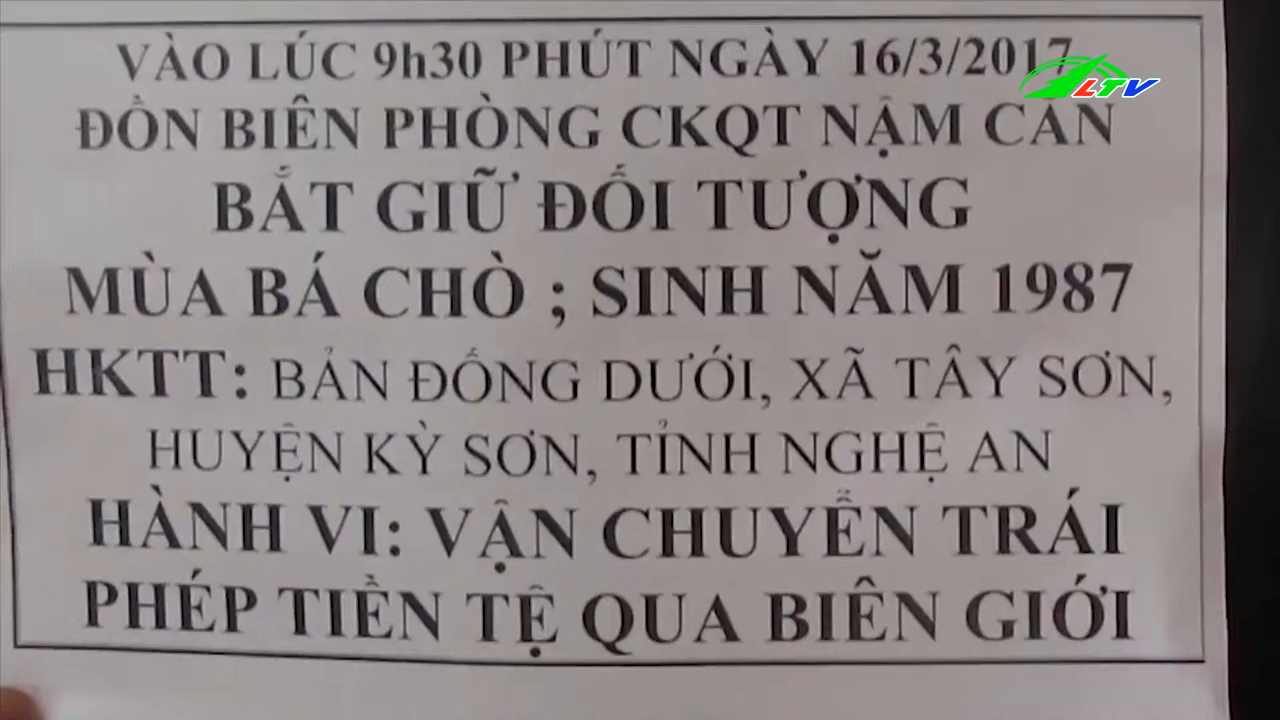 VÀO LÚC 9h30 PHÚT NGÀY 16/3/2017
LTV
ĐỒN BIÊN PHÒNG CKQT NẬM CẮN
BẮT GIỮ ĐỐI TƯỢNG
MÙA BÁ CHÒ ; SINH NĂM 1987
HKTT: BẢN ĐỒNG DƯỚI, XÃ TÂY SƠN,
HUYỆN KỲ SƠN, TỈNH NGHỆ AN
HÀNH VI: VẬN CHUYỂN TRÁI
PHÉP TIỀN TỆ QUA BIÊN GIỚI